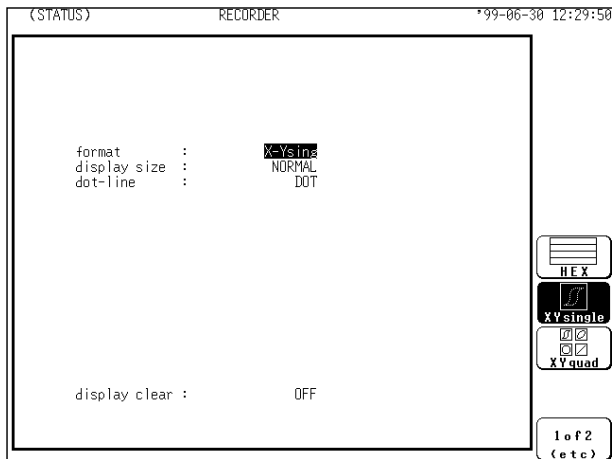 (STATUS) RECORDER '99-06-30 12:29:50
format : X-Ysing
display size : NORMAL
dot-line : DOT
HEX
XYsingle
XYquad
display clear : OFF
1of2
(etc)